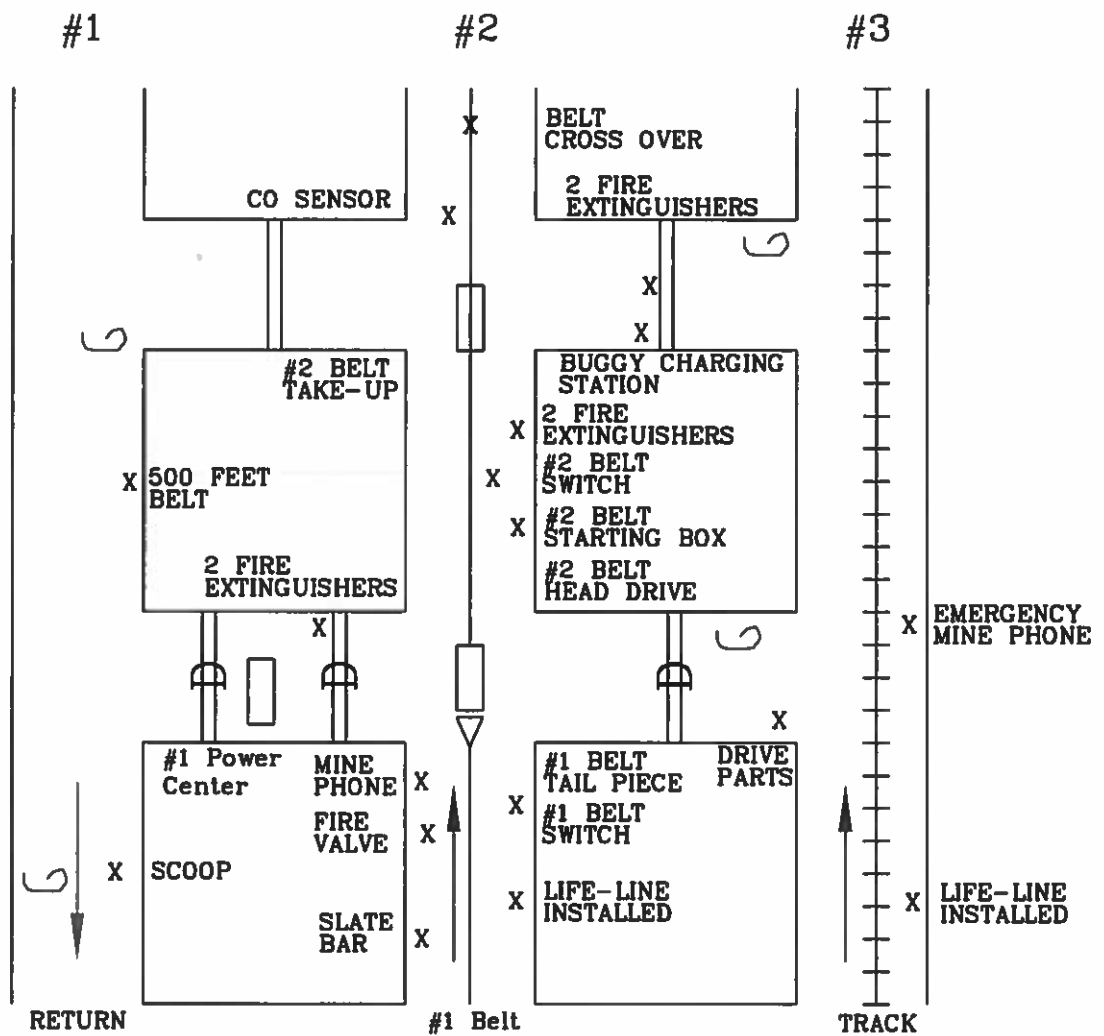 #1 #2 #3
BELT
CROSS OVER
CO SENSOR
2 FIRE
EXTINGUISHERS
X
X
G
X
X
G
#2 BELT
TAKE-UP
BUGGY CHARGING
STATION
X
2 FIRE
EXTINGUISHERS
X
500 FEET
BELT
X
#2 BELT
SWITCH
X
#2 BELT
STARTING BOX
2 FIRE
EXTINGUISHERS
#2 BELT
HEAD DRIVE
X
G
X
EMERGENCY
MINE PHONE
X
#1 Power
Center
MINE
PHONE
X
#1 BELT
TAIL PIECE
DRIVE
PARTS
FIRE
VALVE
X
X
#1 BELT
SWITCH
G
X
SCOOP
X
LIFE-LINE
INSTALLED
X
LIFE-LINE
INSTALLED
SLATE
BAR
X
RETURN
#1 Belt
TRACK